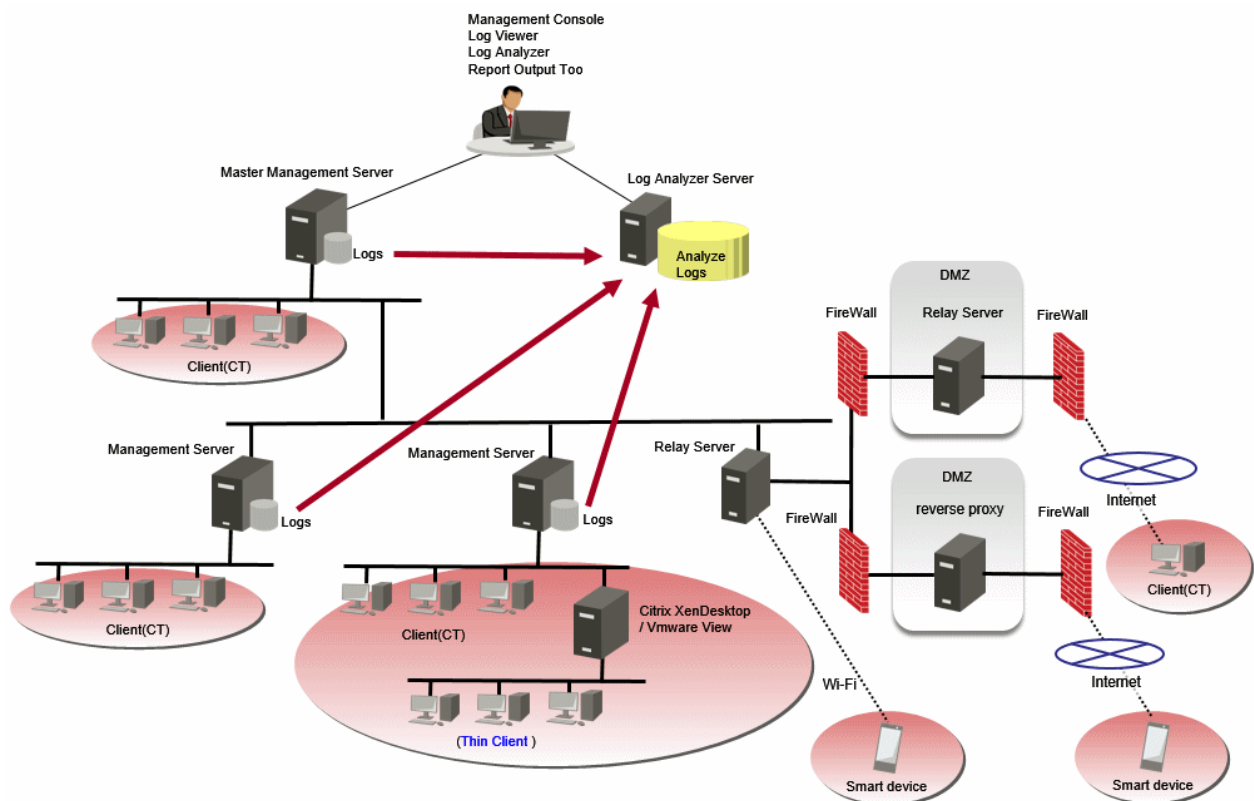 Management Console
Log Viewer
Log Analyzer
Report Output Too
Master Management Server
Log Analyzer Server
Logs
Analyze
Logs
Client(CT)
DMZ
Relay Server
FireWall
FireWall
Management Server
Management Server
Relay Server
Logs
Logs
DMZ
reverse proxy
FireWall
FireWall
Internet
Client(CT)
Client(CT)
Client(CT)
Citrix XenDesktop
/ Vmware View
(Thin Client )
Wi-Fi
Internet
Smart device
Smart device